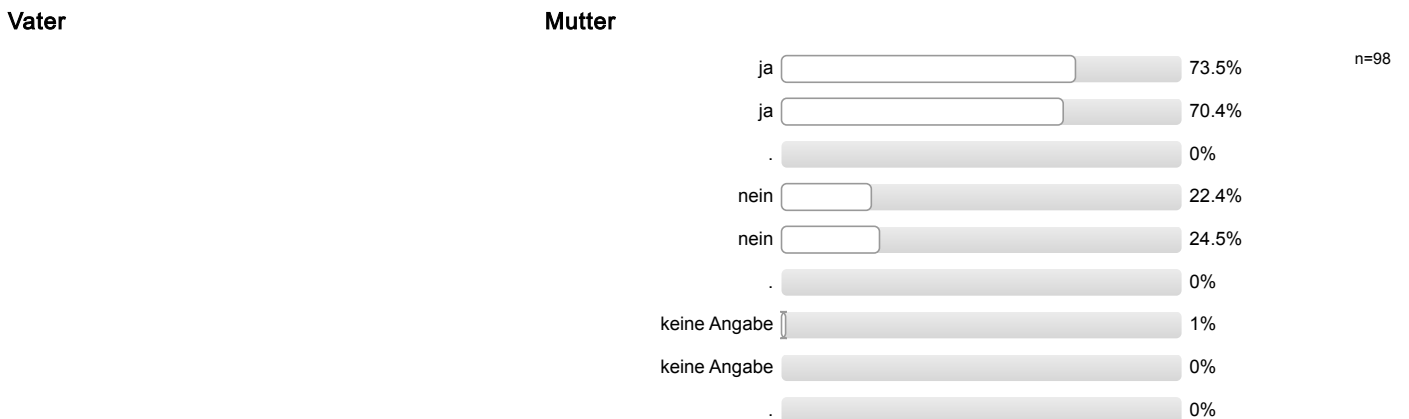 Vater Mutter
ja 73.5% n=98
ja 70.4%
. 0%
nein 22.4%
nein 24.5%
. 0%
keine Angabe 1%
keine Angabe 0%
. 0%